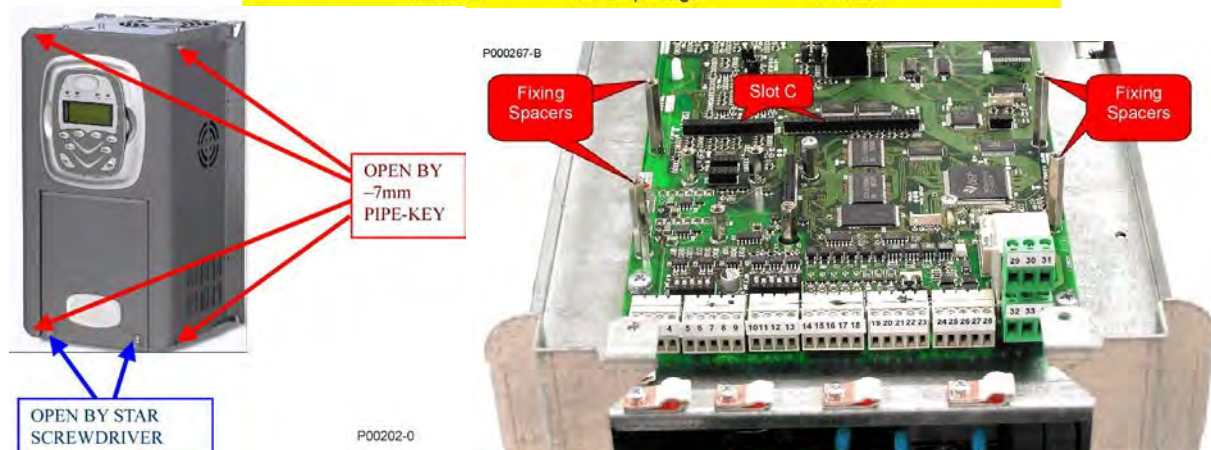 OPEN BY
–7mm
PIPE-KEY
OPEN BY STAR
SCREWDRIVER
P00202-0
P000267-B
Fixing
Spacers
Slot C
Fixing
Spacers
29 30 31
32 33
4 5 6 7 8 9 10 11 12 13 14 15 16 17 18 19 20 21 22 23 24 25 26 27 28